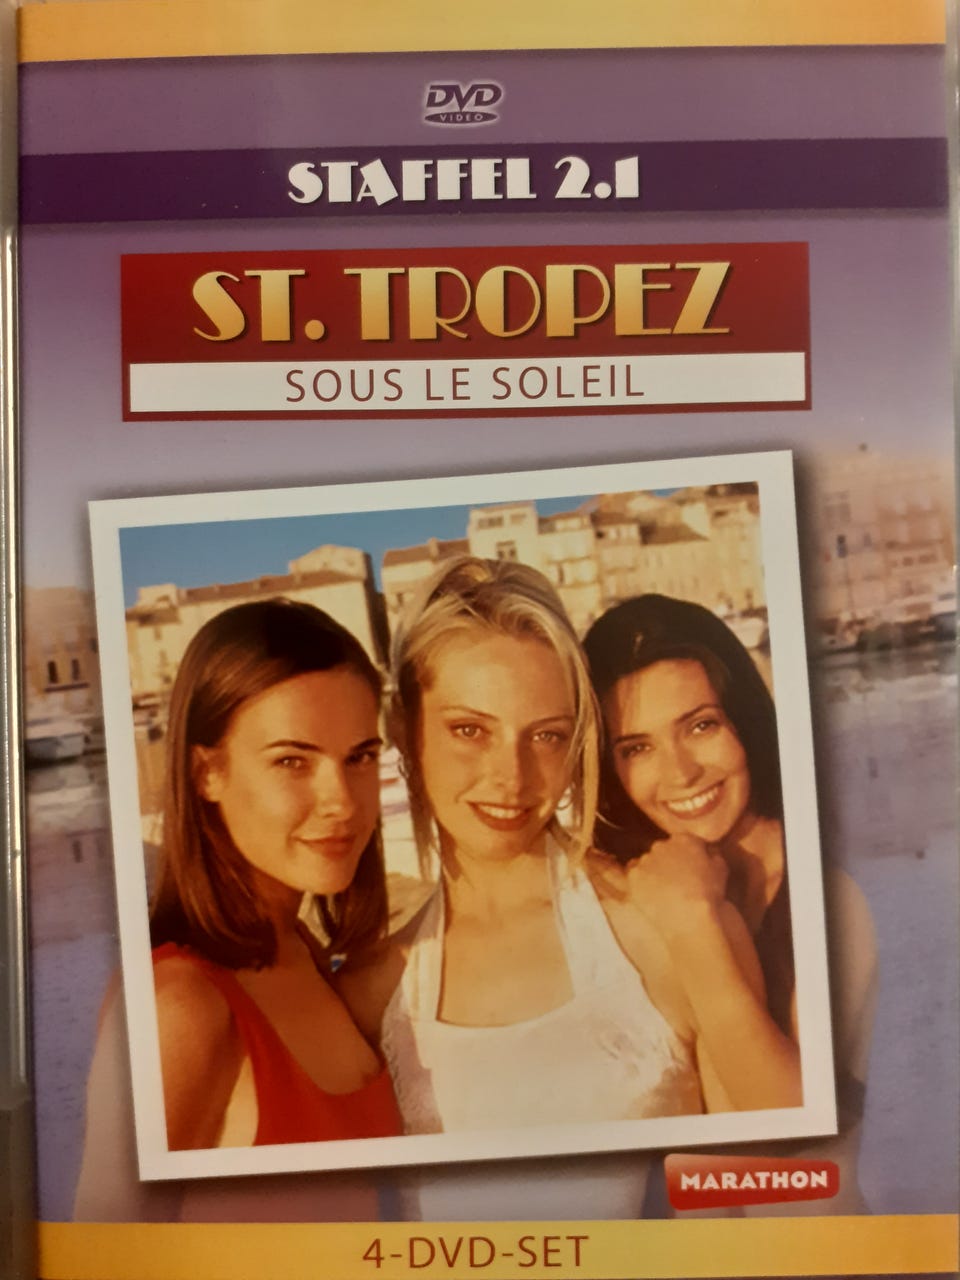 DVD
VIDEO
STAFFEL 2.1
ST. TROPEZ
SOUS LE SOLEIL
MARATHON
4-DVD-SET